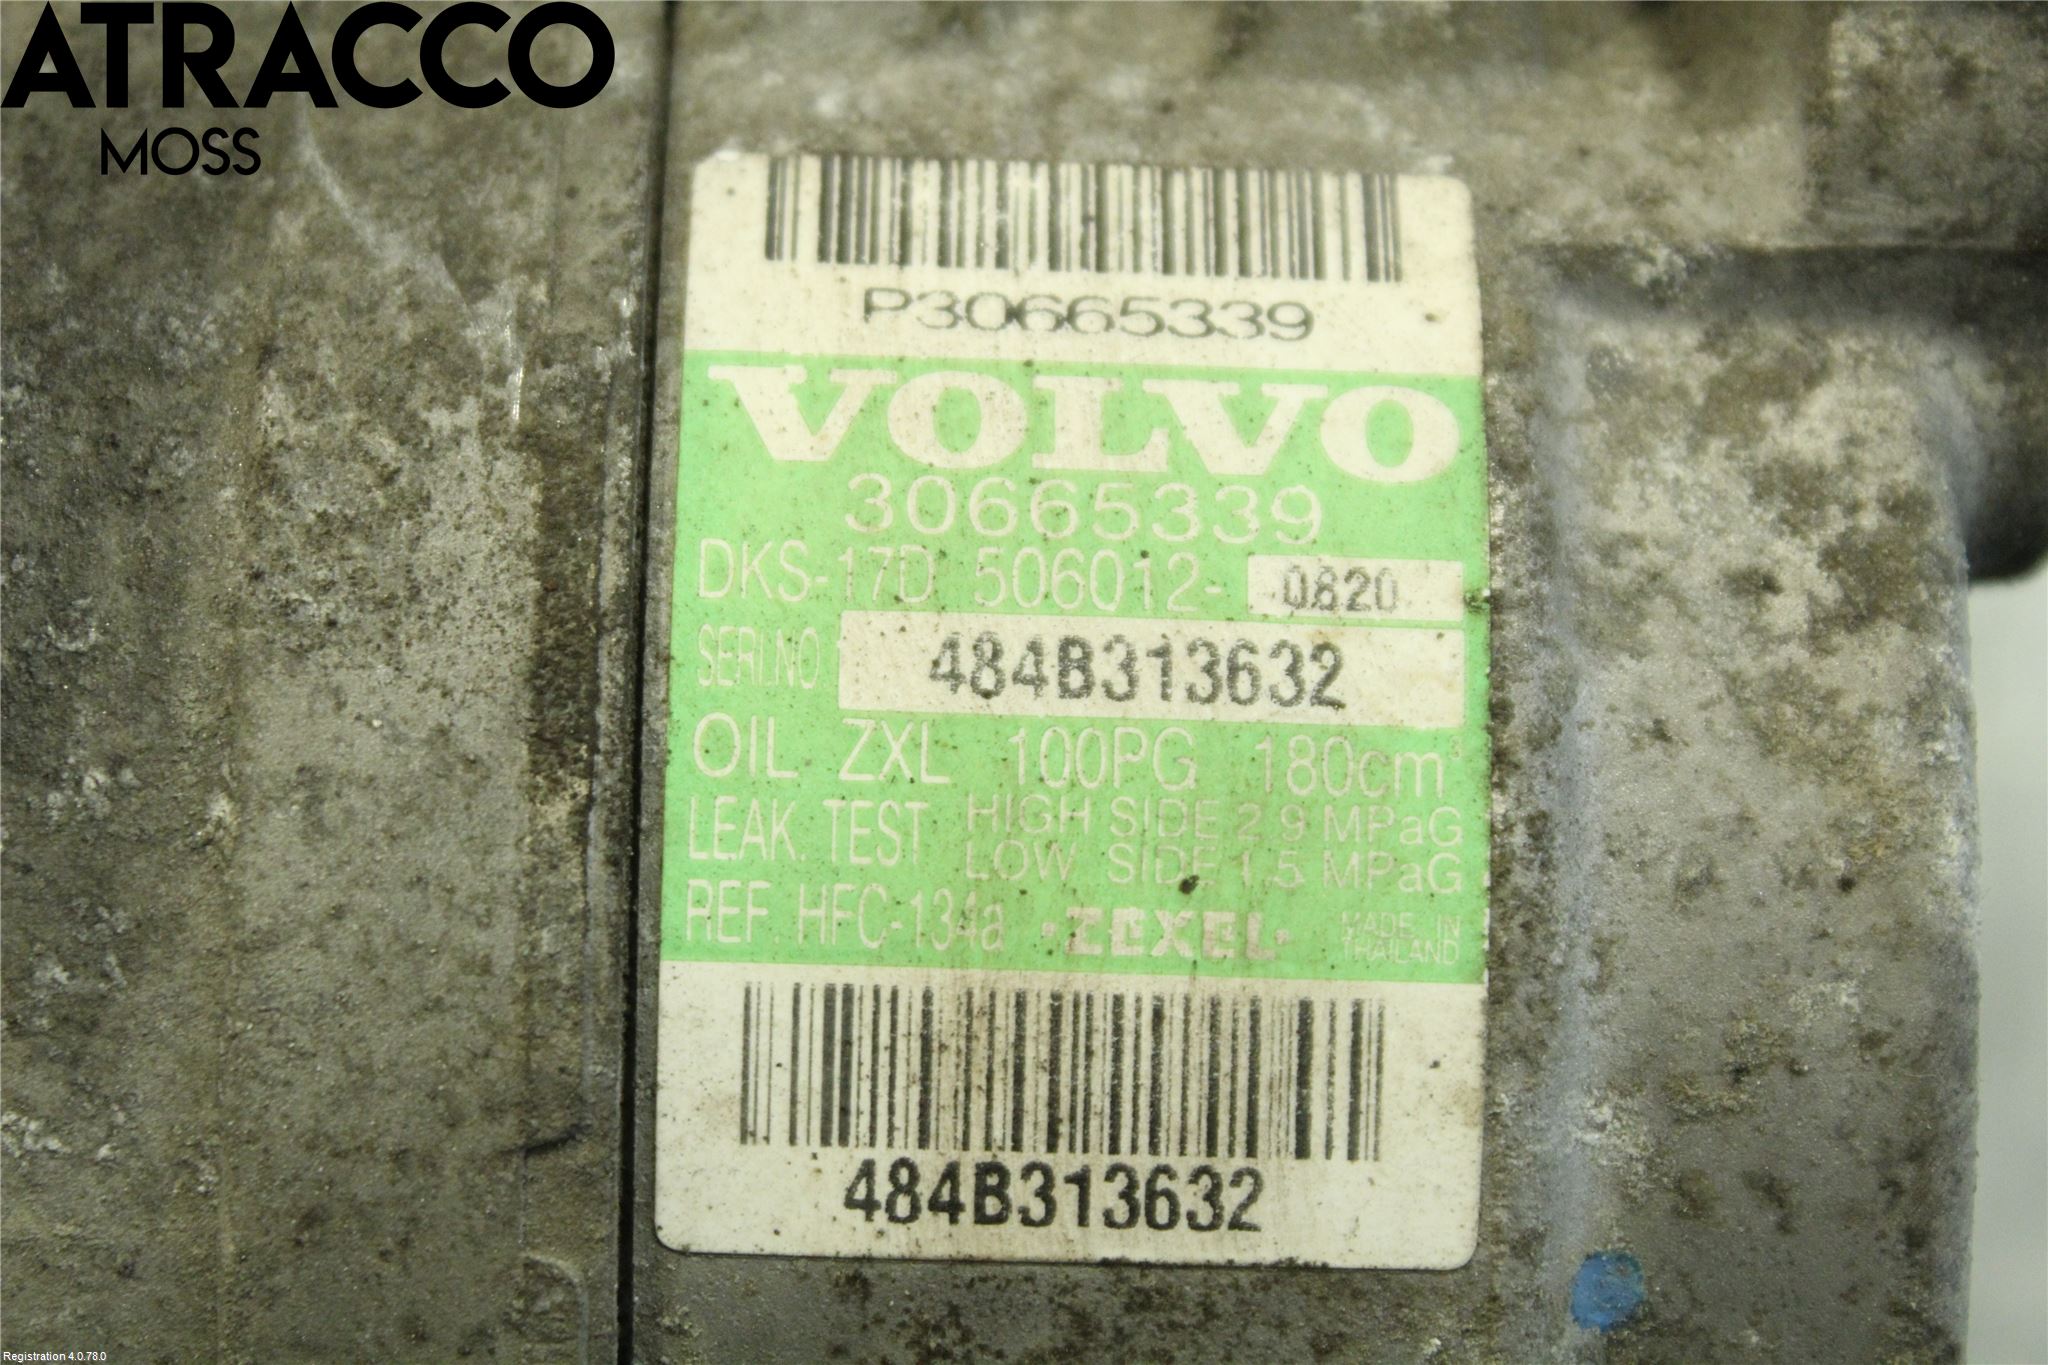 ATRACCO
MOSS
P30665339
VOLVO
30665339
DKS-17D 506012- 0820
SERI.NO. 484B313632
OIL ZXL 100PG 180cm³
LEAK. TEST HIGH SIDE 2.9 MPaG
LOW SIDE 1.5 MPaG
REF. HFC-134a ·ZEXEL· MADE IN
THAILAND
484B313632
Registration 4.0.78.0